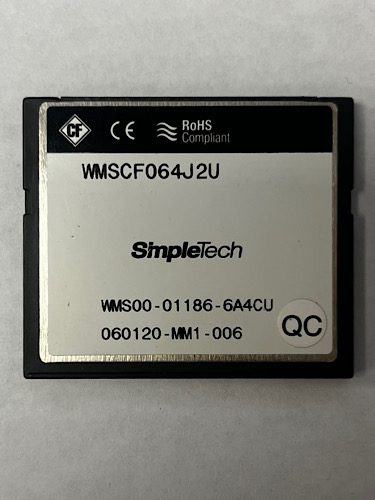 CF CE RoHS
Compliant
WMSCF064J2U
SimpleTech
WMS00-01186-6A4CU
060120-MM1-006
QC